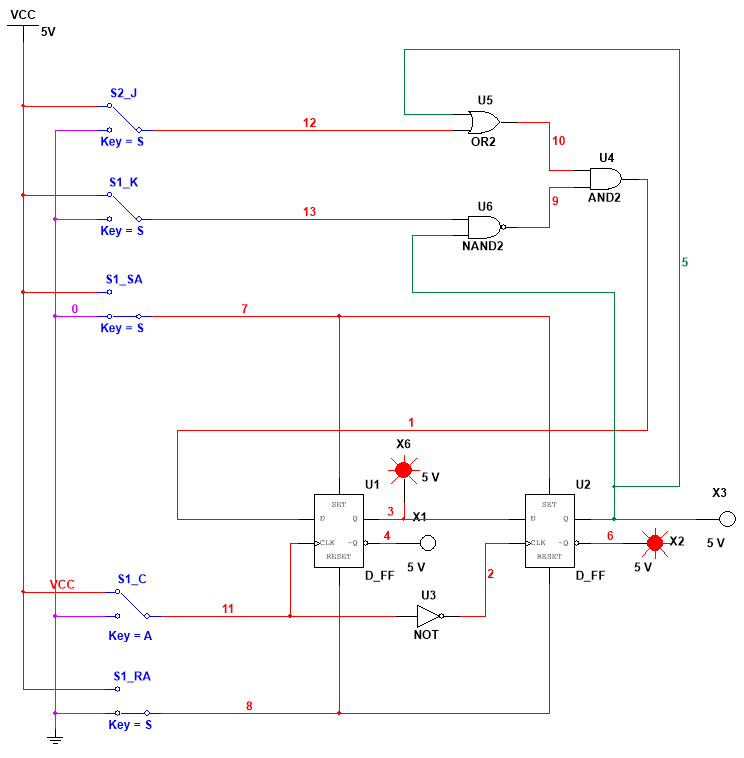 VCC
5V
S2_J
Key = S
12
U5
OR2
10
U4
AND2
S1_K
Key = S
13
U6
NAND2
9
5
S1_SA
0
Key = S
7
1
X6
5 V
U1
SET
D Q
CLK ~Q
RESET
D_FF
3
4
X1
5 V
U2
SET
D Q
CLK ~Q
RESET
D_FF
6
X3
5 V
X2
5 V
VCC
S1_C
Key = A
11
U3
NOT
2
S1_RA
Key = S
8